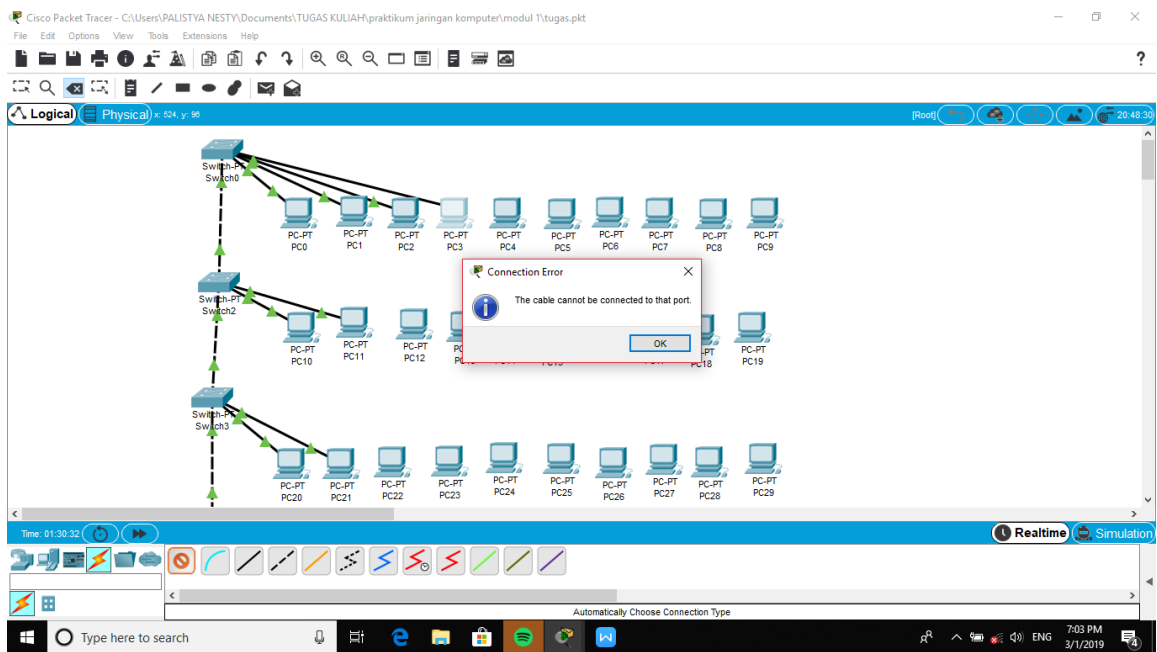 Cisco Packet Tracer - C:\Users\PALISTYA NESTY\Documents\TUGAS KULIAH\praktikum jaringan komputer\modul 1\tugas.pkt
File Edit Options View Tools Extensions Help
?
Logical Physical x: 524, y: 96 [Root] 20:48:30
Switch-PT
Switch0
PC-PT PC-PT PC-PT PC-PT PC-PT PC-PT PC-PT PC-PT PC-PT PC-PT
PC0 PC1 PC2 PC3 PC4 PC5 PC6 PC7 PC8 PC9
Connection Error
The cable cannot be connected to that port.
OK
Switch-PT
Switch2
PC-PT PC-PT PC-PT -PT PC-PT
PC10 PC11 PC12 PC18 PC19
Switch-PT
Switch3
PC-PT PC-PT PC-PT PC-PT PC-PT PC-PT PC-PT PC-PT PC-PT PC-PT
PC20 PC21 PC22 PC23 PC24 PC25 PC26 PC27 PC28 PC29
Time: 01:30:32 Realtime Simulation
Automatically Choose Connection Type
Type here to search
ENG
7:03 PM
3/1/2019
4